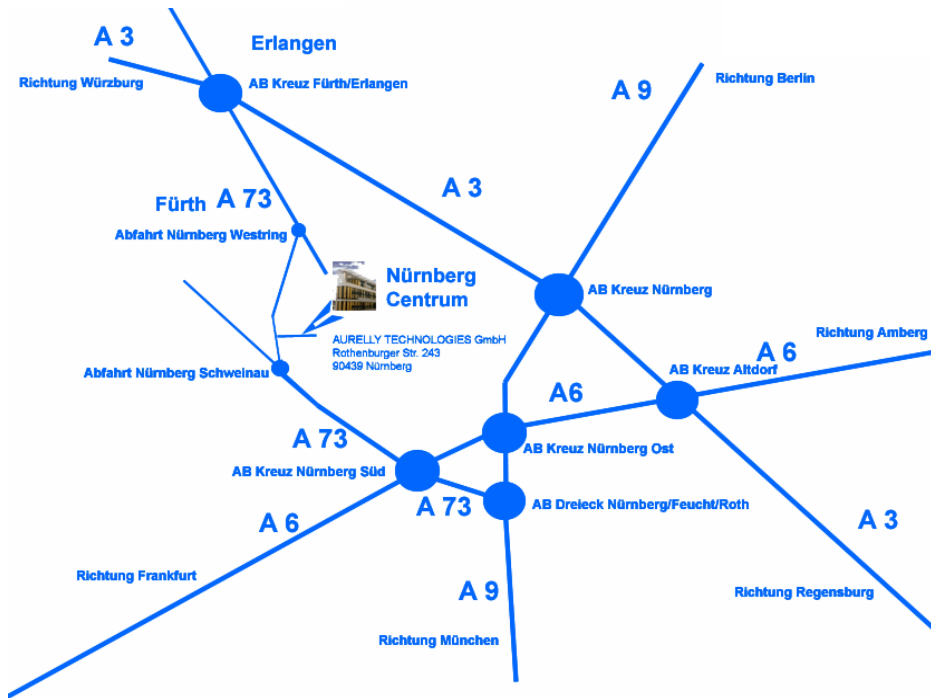 A 3
Erlangen
Richtung Würzburg
AB Kreuz Fürth/Erlangen
A 9
Richtung Berlin
A 3
Fürth
A 73
Abfahrt Nürnberg Westring
Nürnberg
Centrum
AB Kreuz Nürnberg
AURELLY TECHNOLOGIES GmbH
Rothenburger Str. 243
90439 Nürnberg
Richtung Amberg
A 6
AB Kreuz Altdorf
Abfahrt Nürnberg Schweinau
A6
A 73
AB Kreuz Nürnberg Ost
AB Kreuz Nürnberg Süd
A 73
AB Dreieck Nürnberg/Feucht/Roth
A 6
A 3
Richtung Frankfurt
A 9
Richtung Regensburg
Richtung München